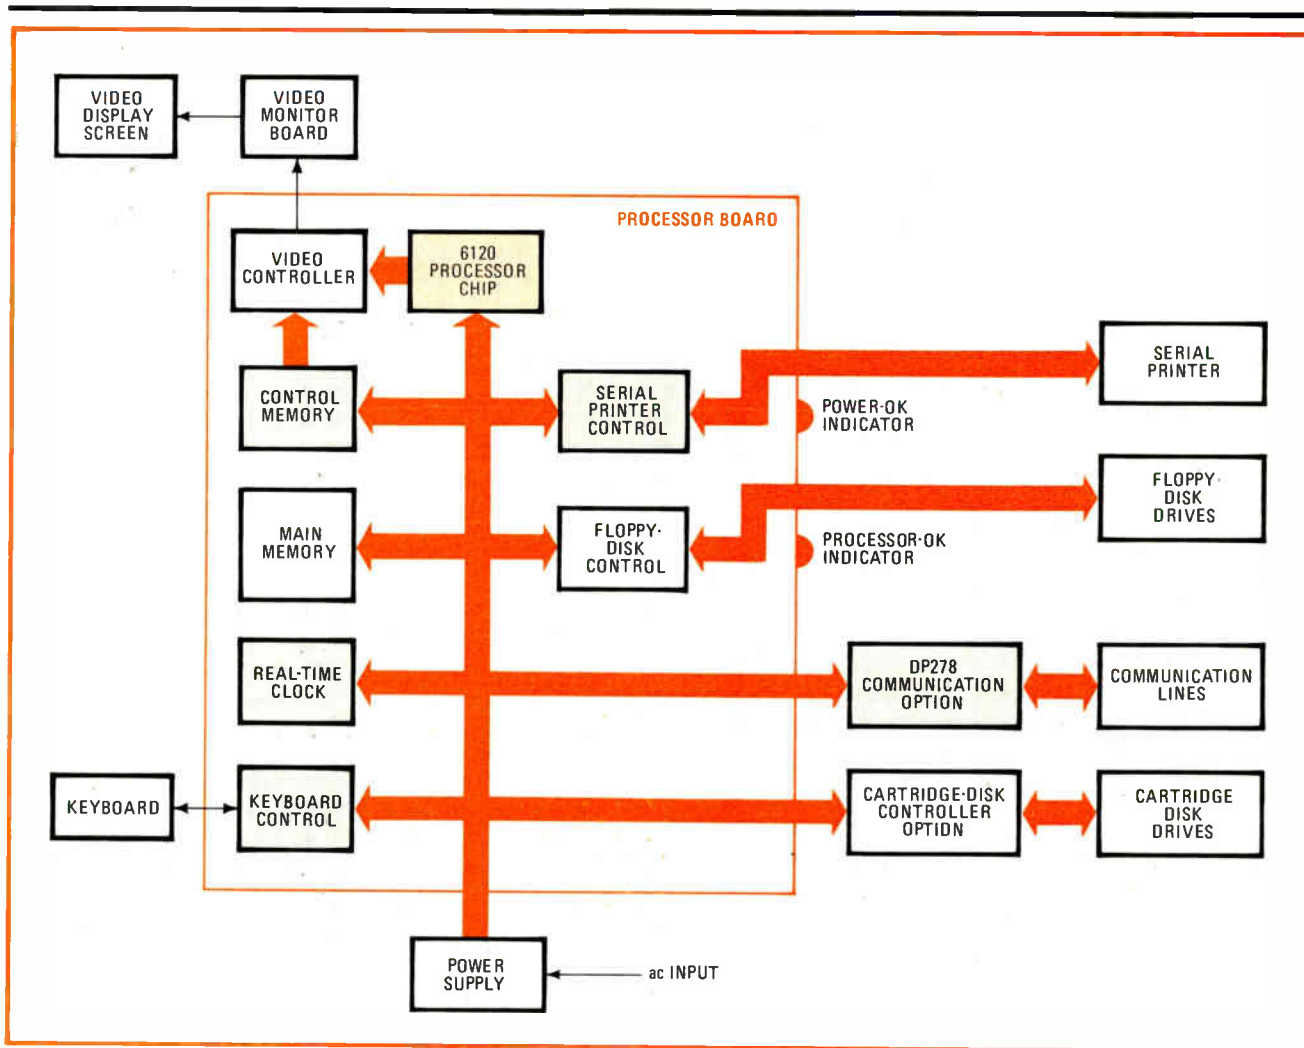 VIDEO
DISPLAY
SCREEN
VIDEO
MONITOR
BOARD
PROCESSOR BOARD
VIDEO
CONTROLLER
6120
PROCESSOR
CHIP
CONTROL
MEMORY
SERIAL
PRINTER
CONTROL
POWER-OK
INDICATOR
SERIAL
PRINTER
MAIN
MEMORY
FLOPPY-
DISK
CONTROL
PROCESSOR-OK
INDICATOR
FLOPPY-
DISK
DRIVES
REAL-TIME
CLOCK
DP278
COMMUNICATION
OPTION
COMMUNICATION
LINES
KEYBOARD
KEYBOARD
CONTROL
CARTRIDGE-DISK
CONTROLLER
OPTION
CARTRIDGE
DISK
DRIVES
POWER
SUPPLY
ac INPUT